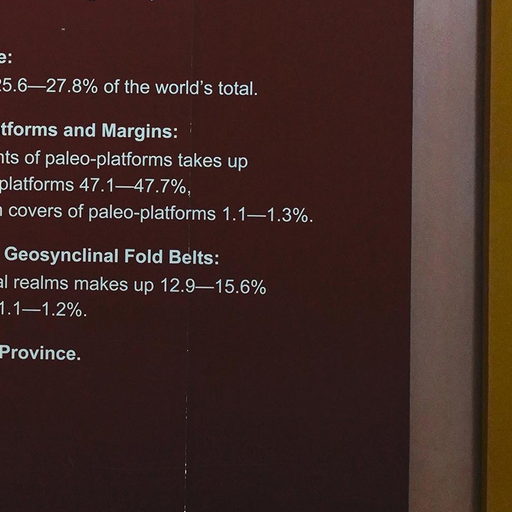 e:
25.6—27.8% of the world's total.
tforms and Margins:
nts of paleo-platforms takes up
platforms 47.1—47.7%,
n covers of paleo-platforms 1.1—1.3%.
Geosynclinal Fold Belts:
al realms makes up 12.9—15.6%
1.1—1.2%.
Province.